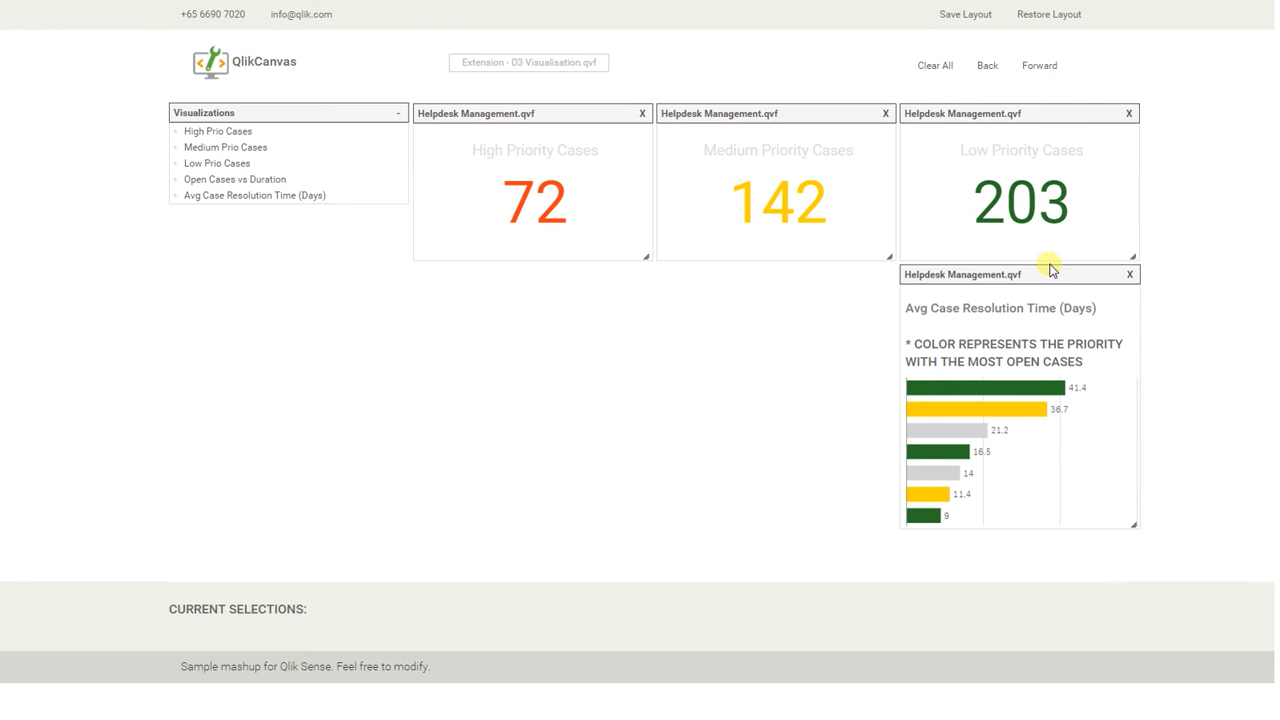 +65 6690 7020 info@qlik.com Save Layout Restore Layout
QlikCanvas
Extension - D3 Visualisation.qvf
Clear All Back Forward
Visualizations -
High Prio Cases
Medium Prio Cases
Low Prio Cases
Open Cases vs Duration
Avg Case Resolution Time (Days)
Helpdesk Management.qvf X
High Priority Cases
72
Helpdesk Management.qvf X
Medium Priority Cases
142
Helpdesk Management.qvf X
Low Priority Cases
203
Helpdesk Management.qvf X
Avg Case Resolution Time (Days)
* COLOR REPRESENTS THE PRIORITY
WITH THE MOST OPEN CASES
41.4
36.7
21.2
16.5
14
11.4
9
CURRENT SELECTIONS:
Sample mashup for Qlik Sense. Feel free to modify.